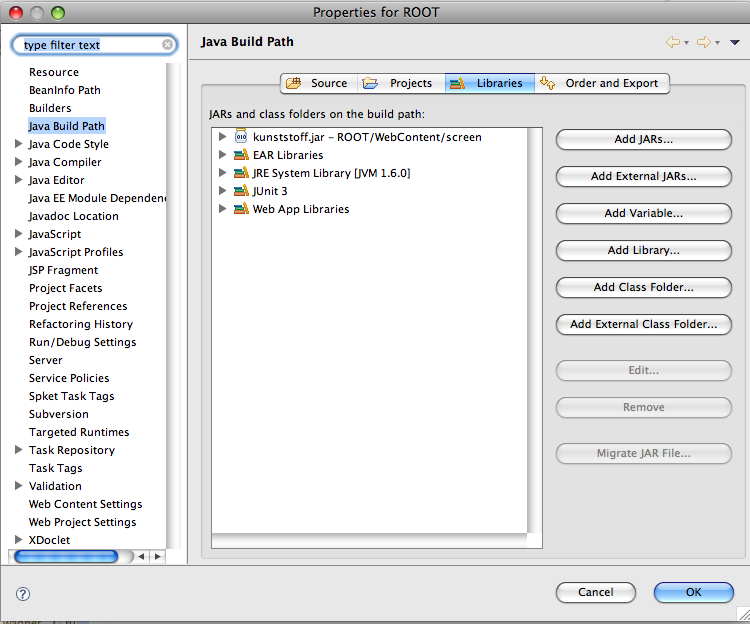 Properties for ROOT
type filter text
Java Build Path
Resource
BeanInfo Path
Builders
Java Build Path
Java Code Style
Java Compiler
Java Editor
Java EE Module Dependen
Javadoc Location
JavaScript
JavaScript Profiles
JSP Fragment
Project Facets
Project References
Refactoring History
Run/Debug Settings
Server
Service Policies
Spket Task Tags
Subversion
Targeted Runtimes
Task Repository
Task Tags
Validation
Web Content Settings
Web Project Settings
XDoclet
Source
Projects
Libraries
Order and Export
JARs and class folders on the build path:
kunststoff.jar – ROOT/WebContent/screen
EAR Libraries
JRE System Library [JVM 1.6.0]
JUnit 3
Web App Libraries
Add JARs...
Add External JARs...
Add Variable...
Add Library...
Add Class Folder...
Add External Class Folder...
Edit...
Remove
Migrate JAR File...
?
Cancel
OK